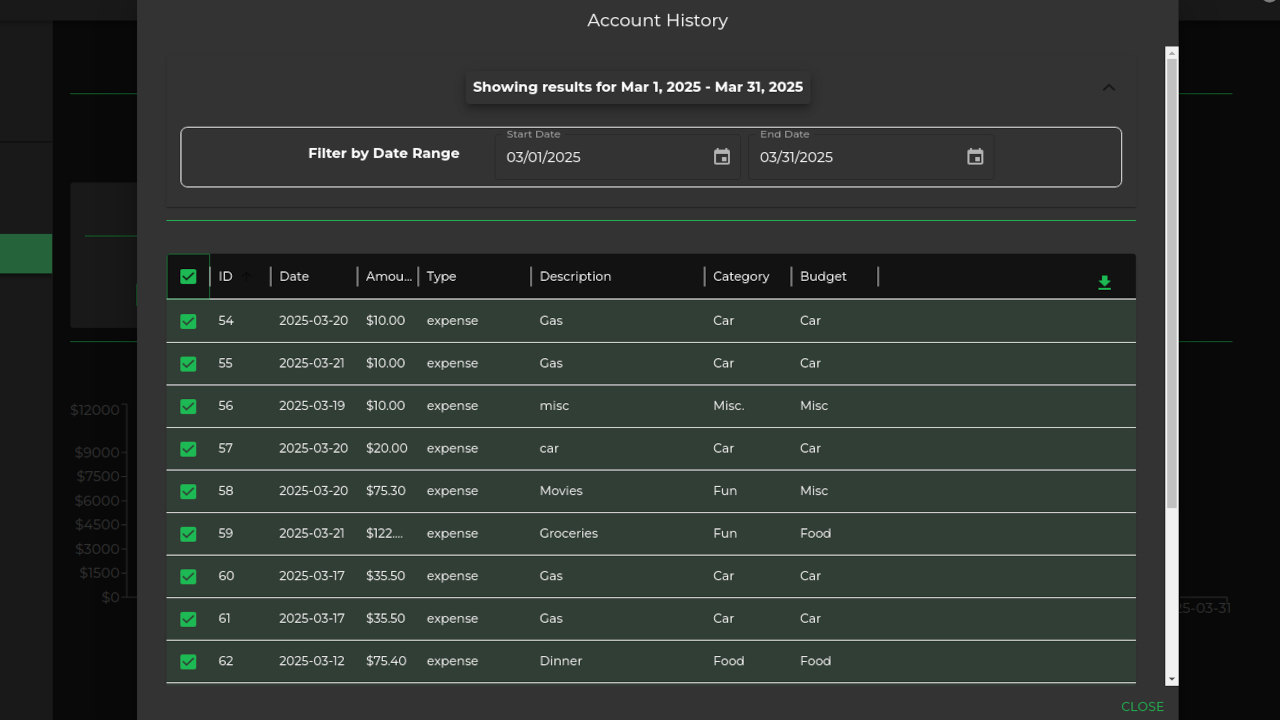 Account History
Showing results for Mar 1, 2025 - Mar 31, 2025
Filter by Date Range
Start Date
03/01/2025
End Date
03/31/2025
ID Date Amou... Type Description Category Budget
54 2025-03-20 $10.00 expense Gas Car Car
55 2025-03-21 $10.00 expense Gas Car Car
56 2025-03-19 $10.00 expense misc Misc. Misc
57 2025-03-20 $20.00 expense car Car Car
58 2025-03-20 $75.30 expense Movies Fun Misc
59 2025-03-21 $122.... expense Groceries Fun Food
60 2025-03-17 $35.50 expense Gas Car Car
61 2025-03-17 $35.50 expense Gas Car Car
62 2025-03-12 $75.40 expense Dinner Food Food
CLOSE
$12000
$9000
$7500
$6000
$4500
$3000
$1500
$0
5-03-31